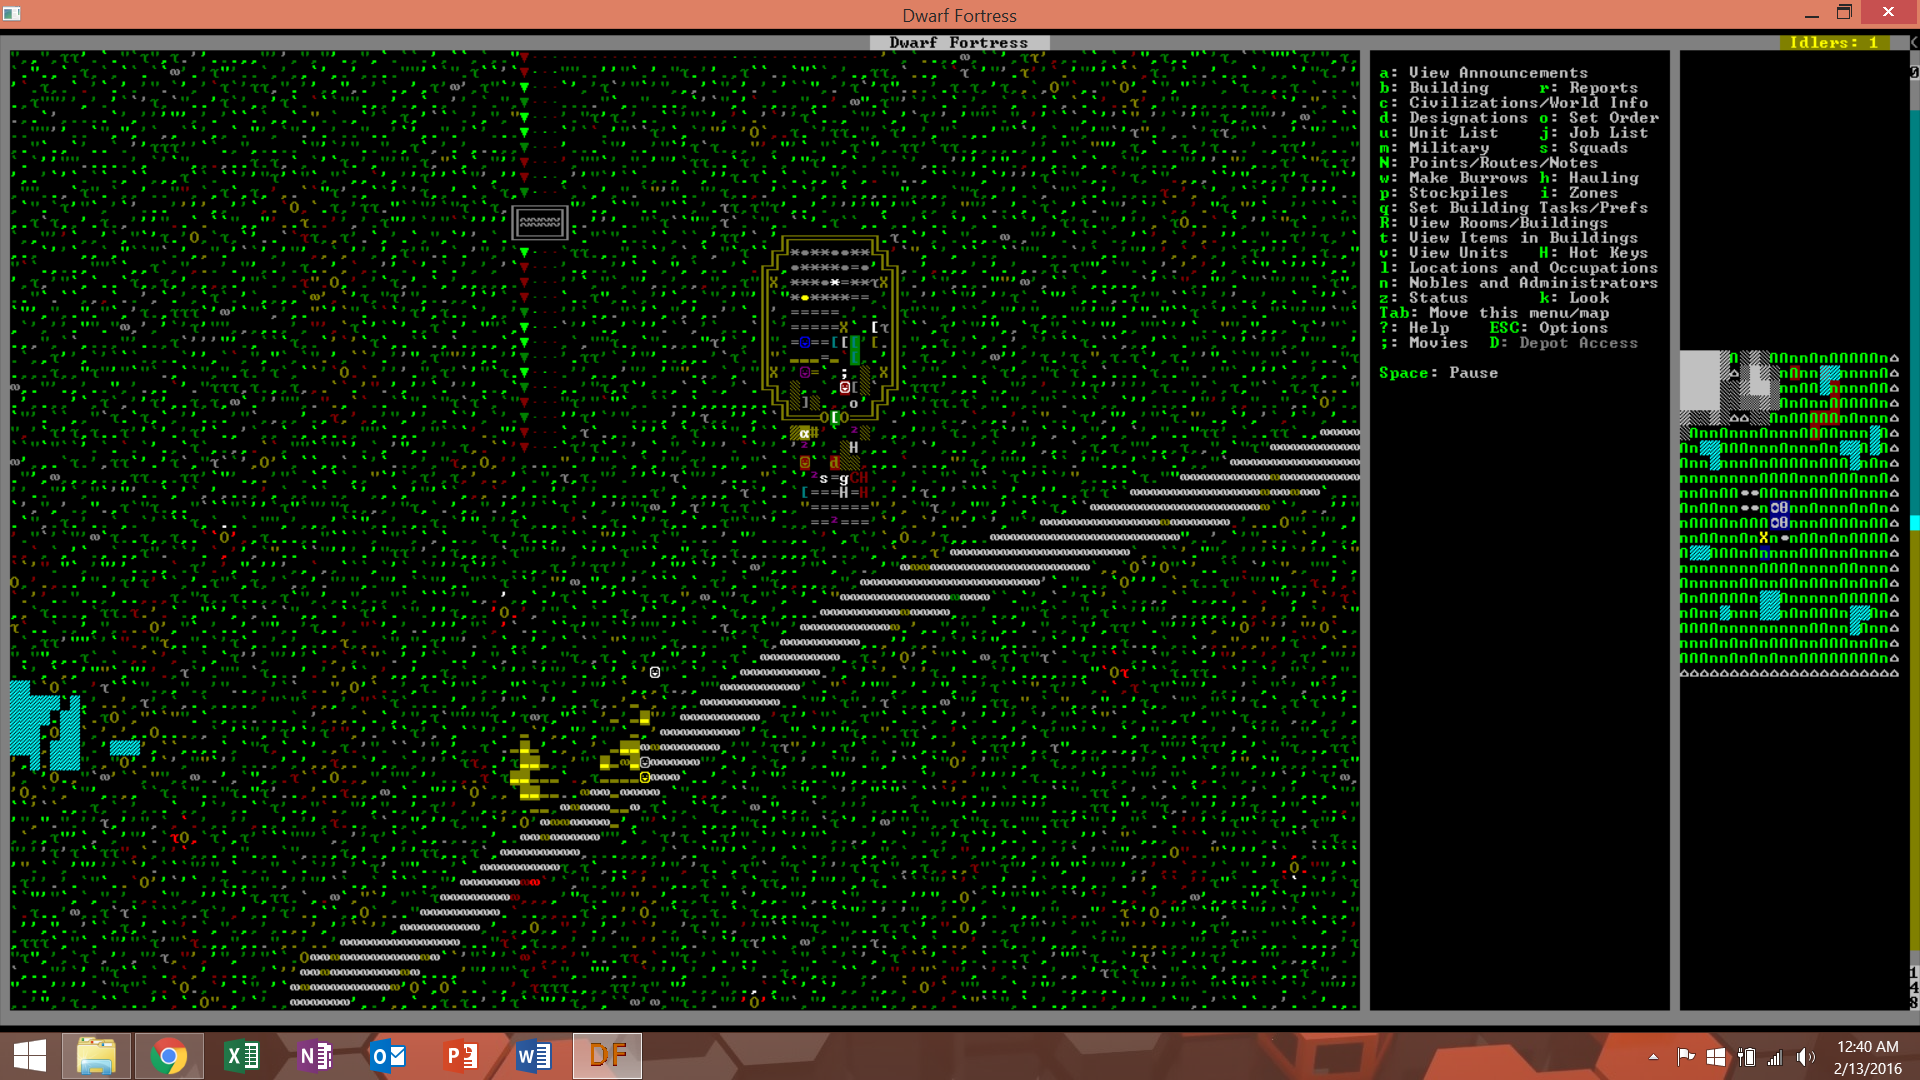 Dwarf Fortress
Dwarf Fortress
Idlers: 1
a: View Announcements
b: Building r: Reports
c: Civilizations/World Info
d: Designations o: Set Order
u: Unit List j: Job List
m: Military s: Squads
N: Points/Routes/Notes
w: Make Burrows h: Hauling
p: Stockpiles i: Zones
q: Set Building Tasks/Prefs
R: View Rooms/Buildings
t: View Items in Buildings
v: View Units H: Hot Keys
l: Locations and Occupations
n: Nobles and Administrators
z: Status k: Look
Tab: Move this menu/map
?: Help ESC: Options
;: Movies D: Depot Access
Space: Pause
0
148
DF
12:40 AM
2/13/2016